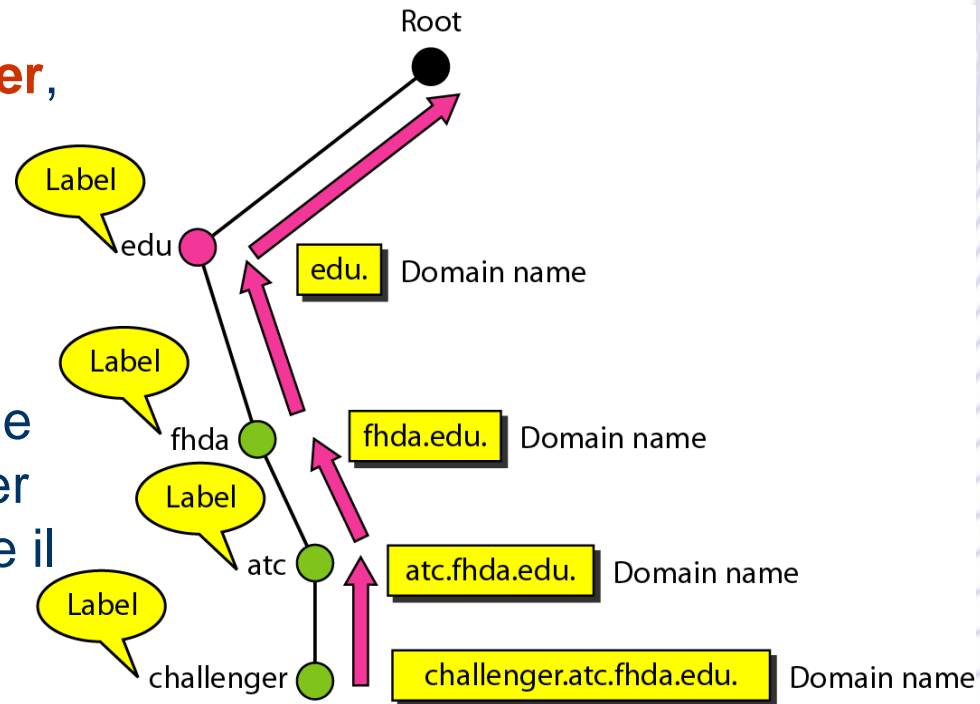 Root
er,
Label
edu
edu. Domain name
Label
e
fhda
fhda.edu. Domain name
er
Label
e il
atc
atc.fhda.edu. Domain name
Label
challenger
challenger.atc.fhda.edu. Domain name